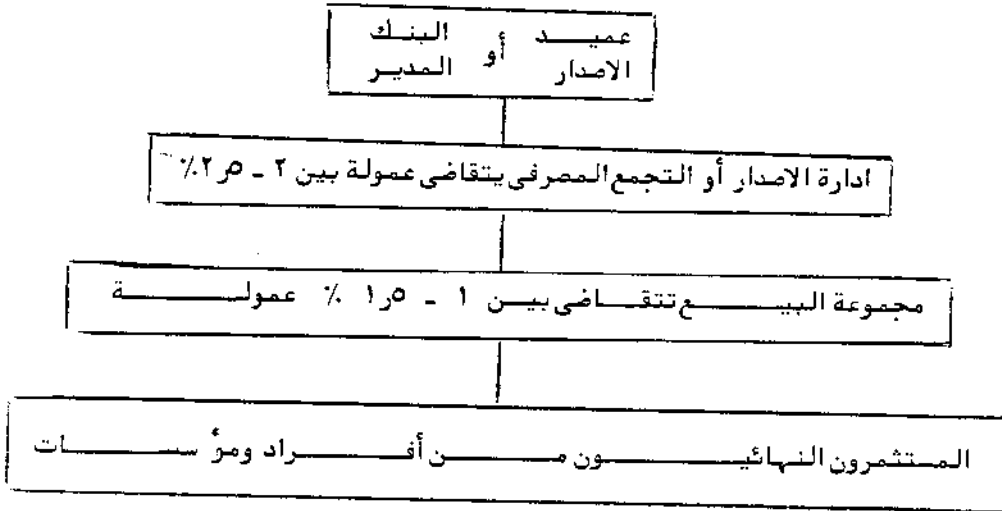 عميد أو البنك
الاصدار المدير
ادارة الاصدار أو التجمع المصرفى يتقاضى عمولة بين ٢ ـ ٥ر٢٪
مجموعة البيع تتقاضى بين ١ ـ ٥ر١ ٪ عمولة
المستثمرون النهائيون من أفراد ومؤسسات